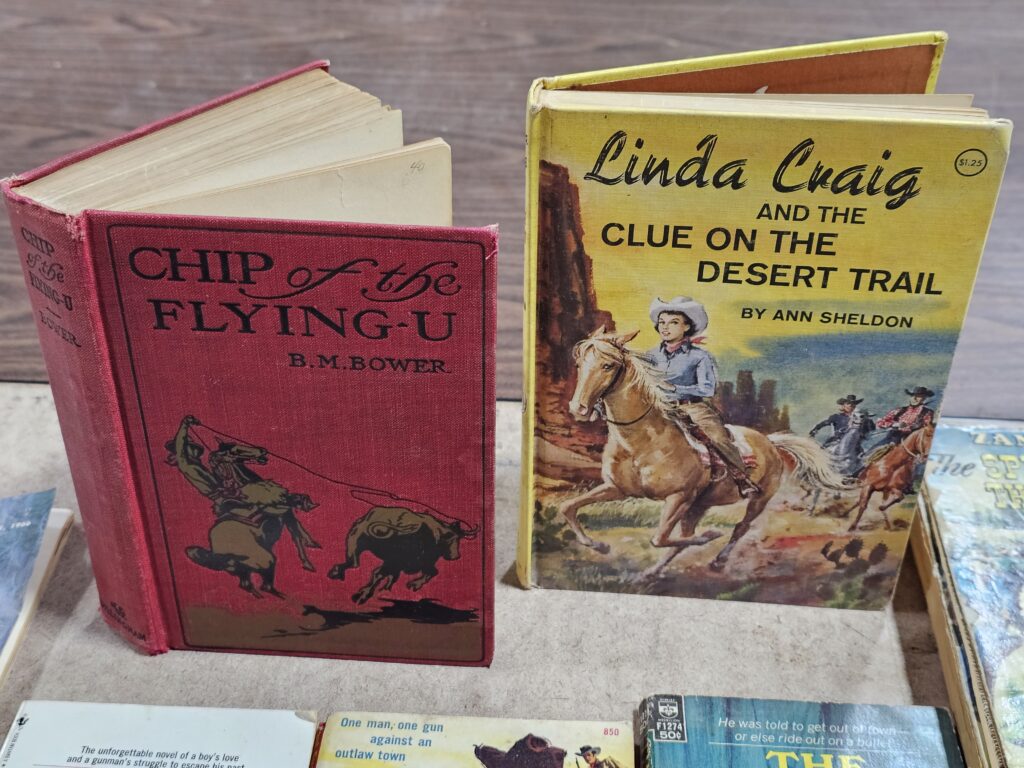 CHIP
of the
FLYING-U
BOWER
CHIP of the
FLYING-U
B.M.BOWER
40
Linda Craig
AND THE
CLUE ON THE
DESERT TRAIL
BY ANN SHELDON
$1.25
The unforgettable novel of a boy's love
and a gunman's struggle to escape his past
One man, one gun
against an
outlaw town
850
F1274
50¢
He was told to get out of town
or else ride out on a bullet
THE
The